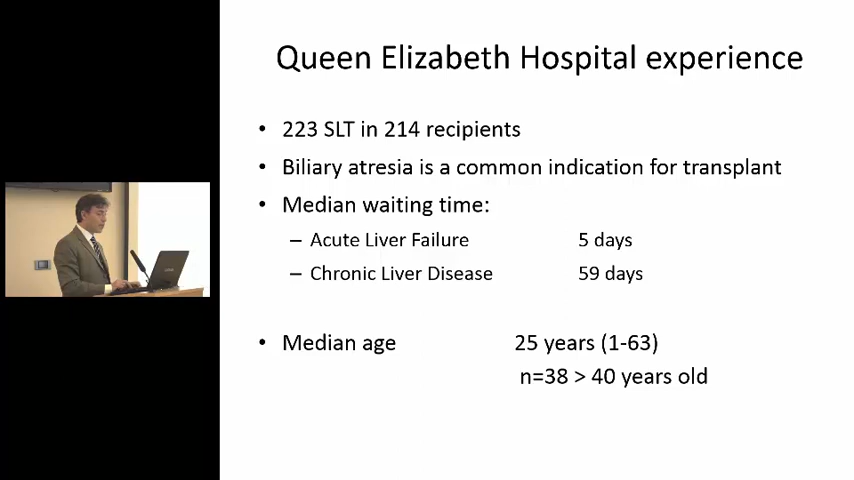 Queen Elizabeth Hospital experience
• 223 SLT in 214 recipients
• Biliary atresia is a common indication for transplant
• Median waiting time:
– Acute Liver Failure 5 days
– Chronic Liver Disease 59 days
• Median age 25 years (1-63)
n=38 > 40 years old